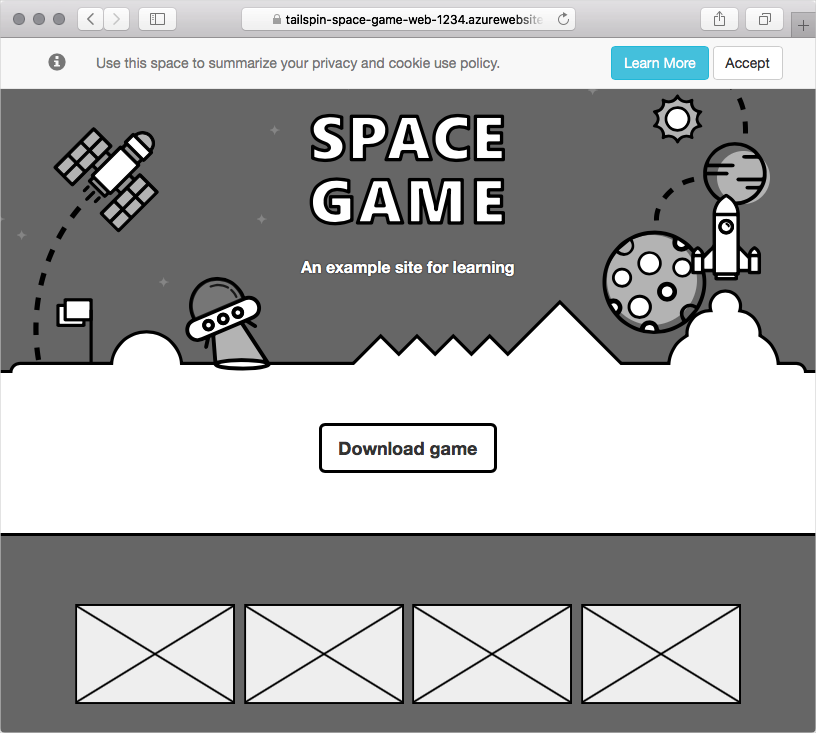 tailspin-space-game-web-1234.azurewebsite
Use this space to summarize your privacy and cookie use policy.
Learn More
Accept
SPACE
GAME
An example site for learning
Download game